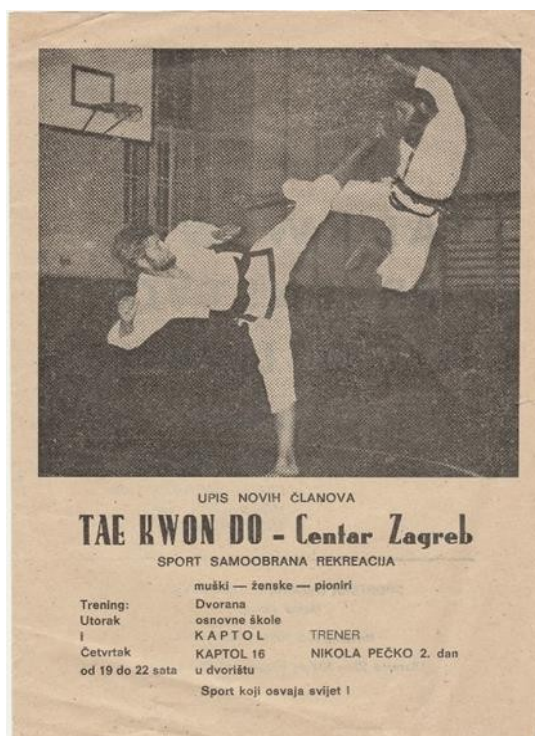 UPIS NOVIH ČLANOVA
TAE KWON DO - Centar Zagreb
SPORT SAMOOBRANA REKREACIJA
muški — ženske — pioniri
Trening: Dvorana
Utorak osnovne škole
i KAPTOL TRENER
Četvrtak KAPTOL 16 NIKOLA PEČKO 2. dan
od 19 do 22 sata u dvorištu
Sport koji osvaja svijet !